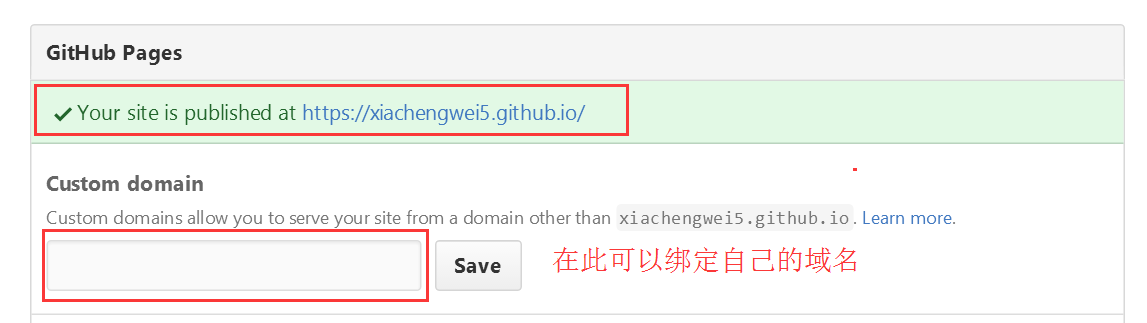 GitHub Pages
Your site is published at https://xiachengwei5.github.io/
Custom domain
Custom domains allow you to serve your site from a domain other than xiachengwei5.github.io. Learn more.
Save
在此可以绑定自己的域名